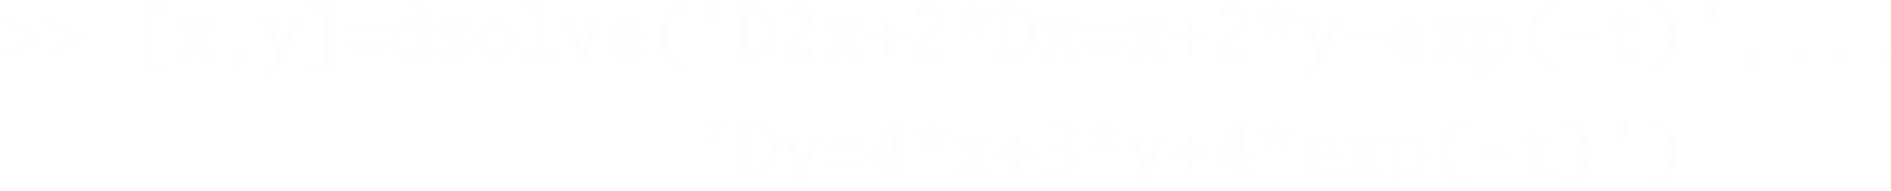 >> [x,y]=dsolve('D2x+2*Dx=x+2*y-exp(-t)',...
'Dy=4*x+3*y+4*exp(-t)')